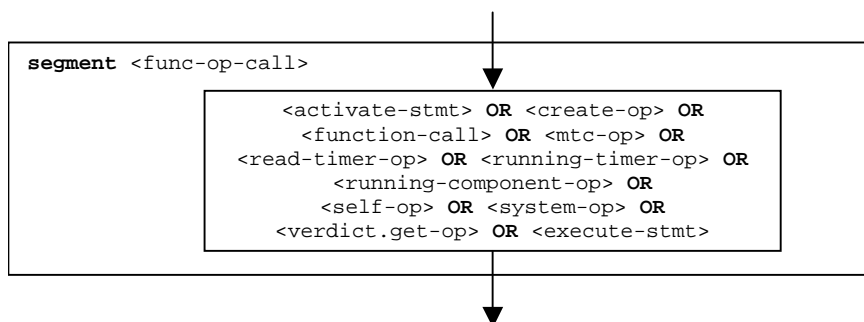 segment <func-op-call>
<activate-stmt> OR <create-op> OR
<function-call> OR <mtc-op> OR
<read-timer-op> OR <running-timer-op> OR
<running-component-op> OR
<self-op> OR <system-op> OR
<verdict.get-op> OR <execute-stmt>